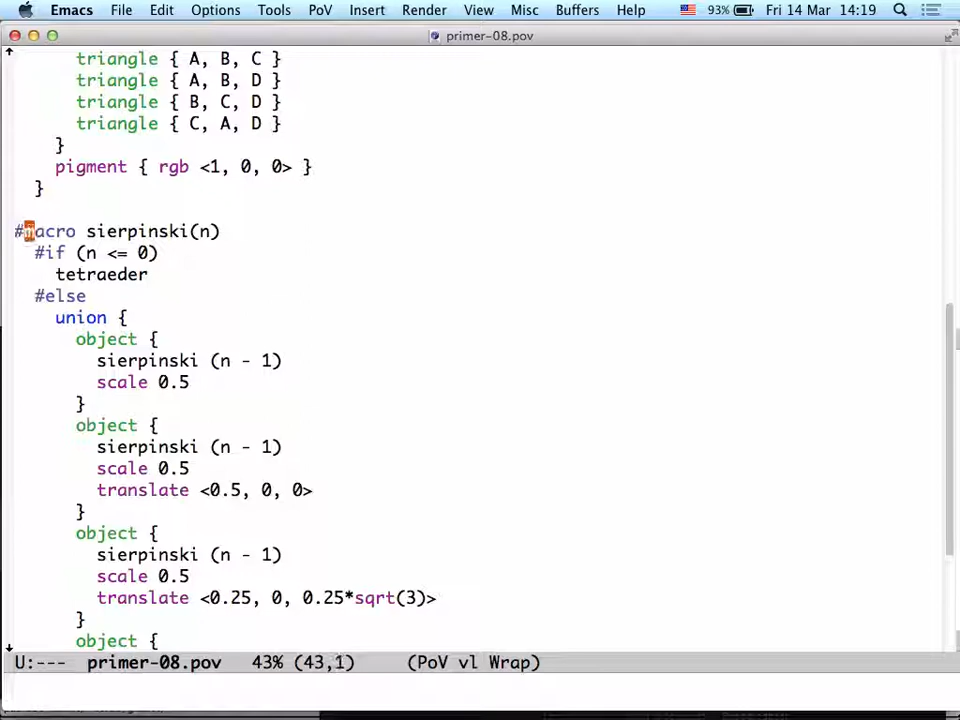 Emacs File Edit Options Tools PoV Insert Render View Misc Buffers Help 93% Fri 14 Mar 14:19
primer-08.pov
triangle { A, B, C }
triangle { A, B, D }
triangle { B, C, D }
triangle { C, A, D }
}
pigment { rgb <1, 0, 0> }
}
#macro sierpinski(n)
#if (n <= 0)
tetraeder
#else
union {
object {
sierpinski (n - 1)
scale 0.5
}
object {
sierpinski (n - 1)
scale 0.5
translate <0.5, 0, 0>
}
object {
sierpinski (n - 1)
scale 0.5
translate <0.25, 0, 0.25*sqrt(3)>
}
object {
U:--- primer-08.pov 43% (43,1) (PoV vl Wrap)